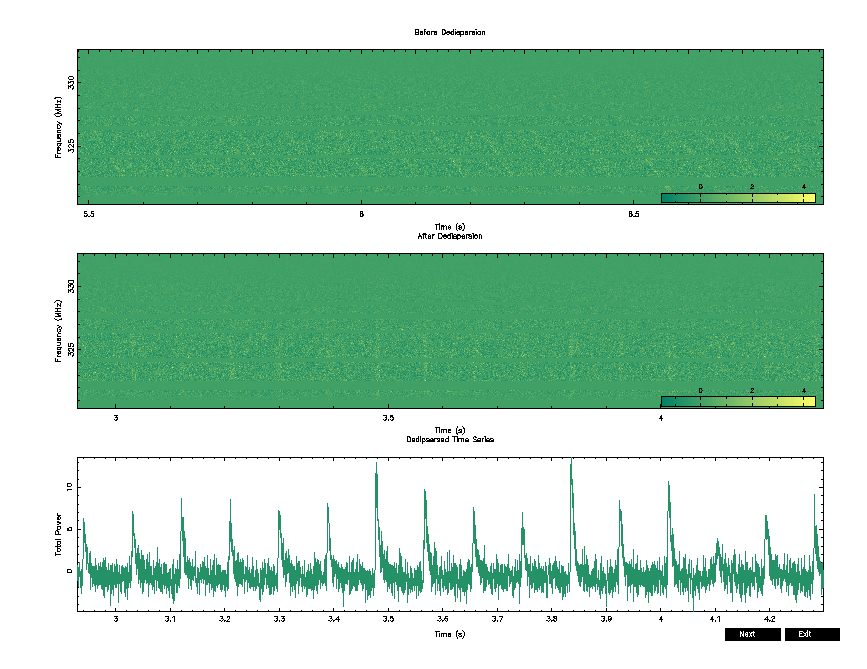 Before Dedispersion
330
325
Frequency (MHz)
0 2 4
5.5 6 6.5
Time (s)
After Dedispersion
330
325
Frequency (MHz)
0 2 4
3 3.5 4
Time (s)
Dedipsersed Time Series
10
5
0
Total Power
3 3.1 3.2 3.3 3.4 3.5 3.6 3.7 3.8 3.9 4 4.1 4.2
Time (s)
Next Exit